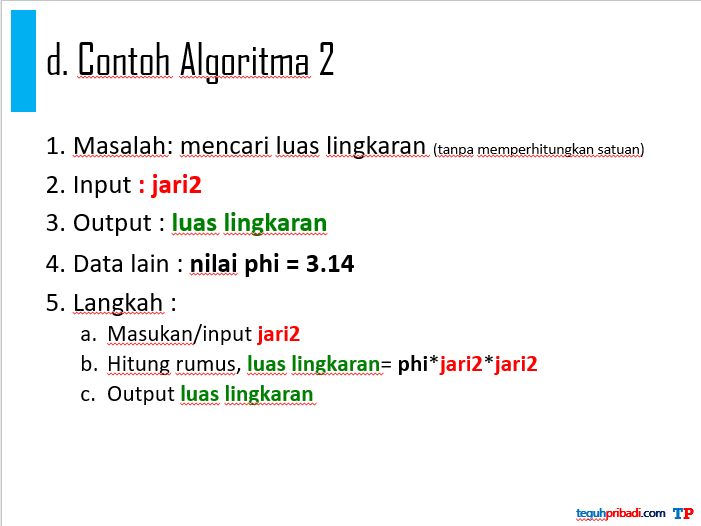 d. Contoh Algoritma 2
1. Masalah: mencari luas lingkaran (tanpa memperhitungkan satuan)
2. Input : jari2
3. Output : luas lingkaran
4. Data lain : nilai phi = 3.14
5. Langkah :
a. Masukan/input jari2
b. Hitung rumus, luas lingkaran= phi*jari2*jari2
c. Output luas lingkaran
teguhpribadi.com TP